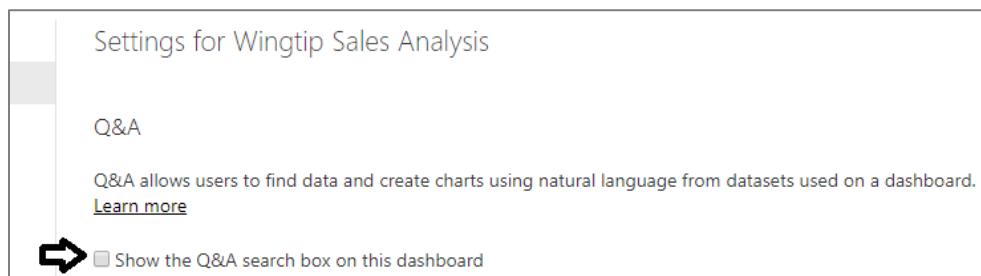 Settings for Wingtip Sales Analysis
Q&A
Q&A allows users to find data and create charts using natural language from datasets used on a dashboard.
Learn more
Show the Q&A search box on this dashboard